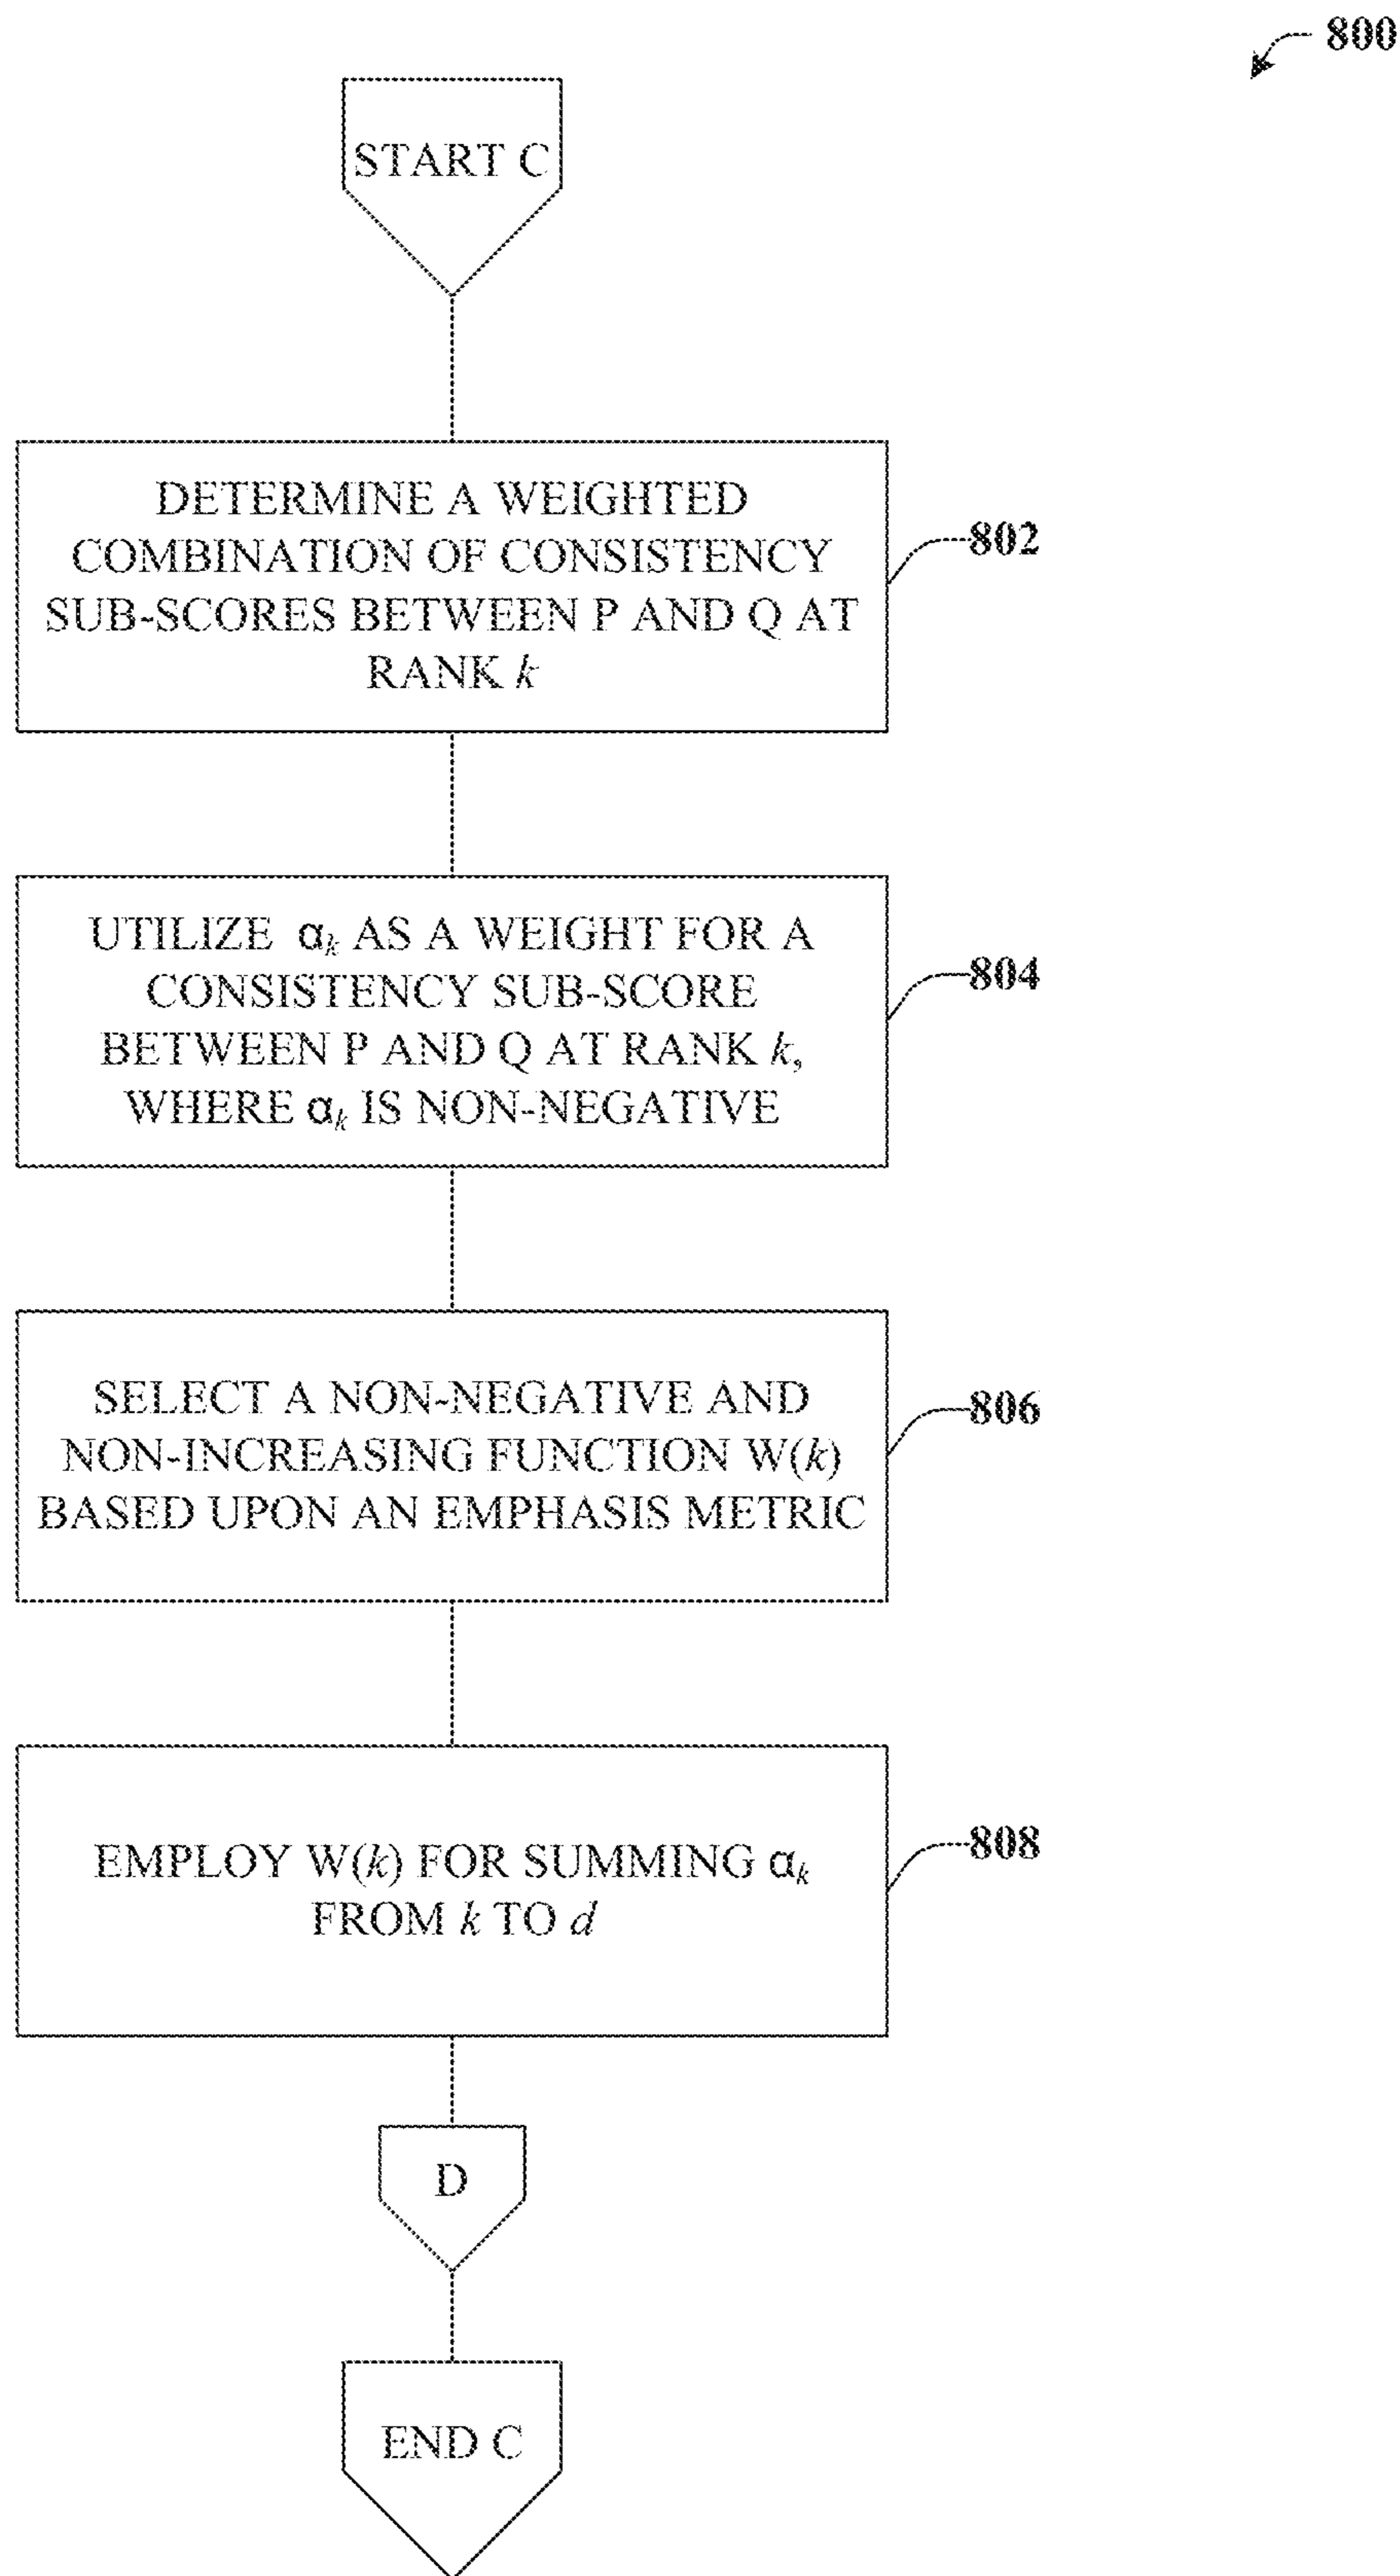 800
START C
DETERMINE A WEIGHTED
COMBINATION OF CONSISTENCY
SUB-SCORES BETWEEN P AND Q AT
RANK k
802
UTILIZE αk AS A WEIGHT FOR A
CONSISTENCY SUB-SCORE
BETWEEN P AND Q AT RANK k,
WHERE αk IS NON-NEGATIVE
804
SELECT A NON-NEGATIVE AND
NON-INCREASING FUNCTION W(k)
BASED UPON AN EMPHASIS METRIC
806
EMPLOY W(k) FOR SUMMING αk
FROM k TO d
808
D
END C